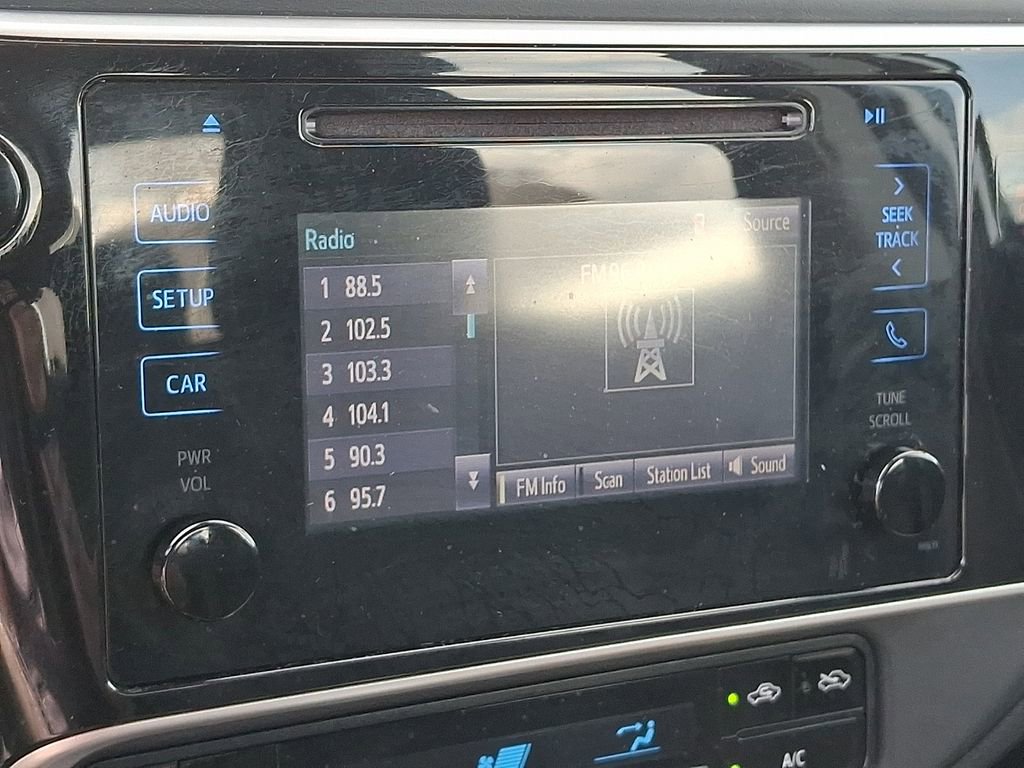 AUDIO
SETUP
CAR
PWR
VOL
Radio
Source
1 88.5
2 102.5
3 103.3
4 104.1
5 90.3
6 95.7
FM Info
Scan
Station List
Sound
SEEK
TRACK
TUNE
SCROLL
A/C